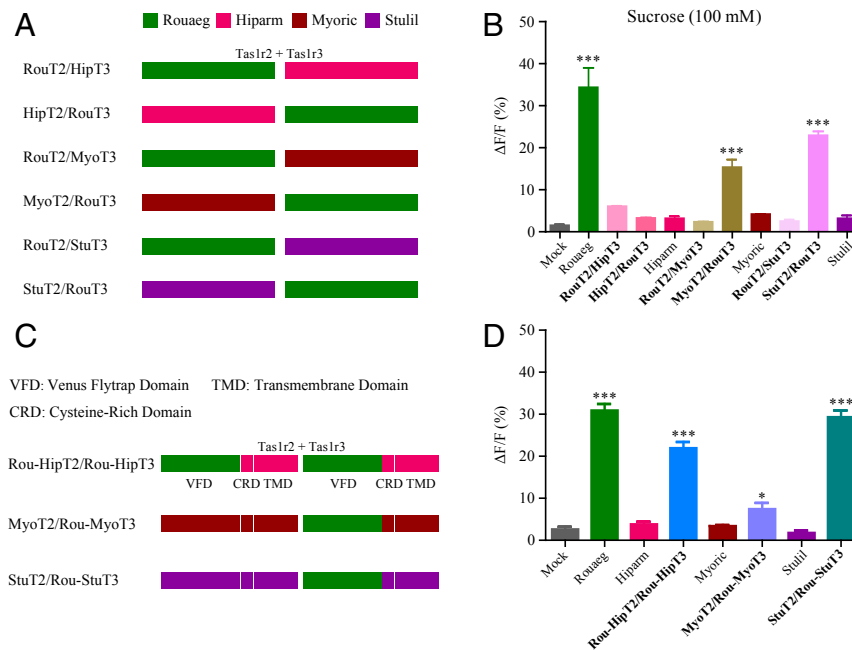 A
Rouaeg Hiparm Myoric Stulil
Tas1r2 + Tas1r3
RouT2/HipT3
HipT2/RouT3
RouT2/MyoT3
MyoT2/RouT3
RouT2/StuT3
StuT2/RouT3
B
Sucrose (100 mM)
ΔF/F (%)
50
40
30
20
10
0
***
***
***
Mock
Rouaeg
RouT2/HipT3
HipT2/RouT3
Hiparm
RouT2/MyoT3
MyoT2/RouT3
Myoric
RouT2/StuT3
StuT2/RouT3
Stulil
C
VFD: Venus Flytrap Domain TMD: Transmembrane Domain
CRD: Cysteine-Rich Domain
Tas1r2 + Tas1r3
Rou-HipT2/Rou-HipT3
VFD CRD TMD VFD CRD TMD
MyoT2/Rou-MyoT3
StuT2/Rou-StuT3
D
ΔF/F (%)
50
40
30
20
10
0
***
***
*
***
Mock
Rouaeg
Hiparm
Rou-HipT2/Rou-HipT3
Myoric
MyoT2/Rou-MyoT3
Stulil
StuT2/Rou-StuT3